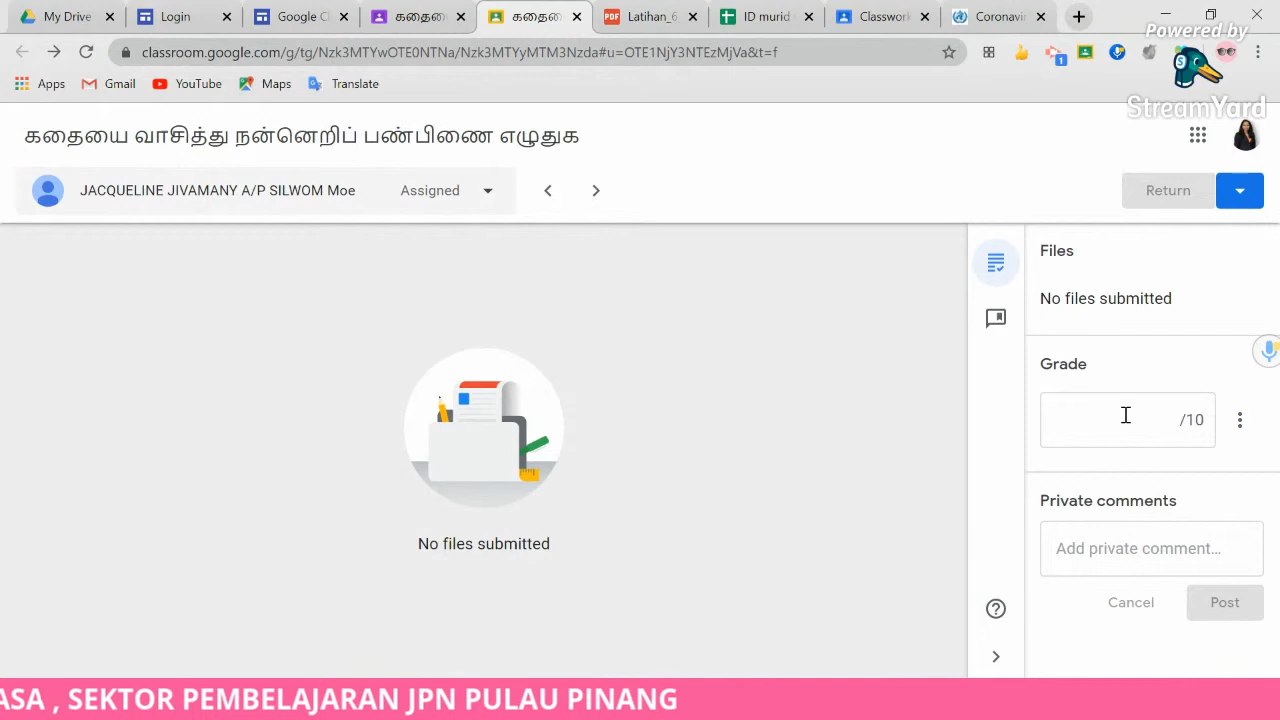 My Drive
Login
Google C
கதைை
கதைை
Latihan_6
ID murid
Classwork
Coronavir
Powered by
classroom.google.com/g/tg/Nzk3MTYwOTE0NTNa/Nzk3MTYyMTM3Nzda#u=OTE1NjY3NTEzMjVa&t=f
1
Apps
Gmail
YouTube
Maps
Translate
StreamYard
கதையை வாசித்து நன்னெறிப் பண்பிணை எழுதுக
JACQUELINE JIVAMANY A/P SILWOM Moe
Assigned
Return
Files
No files submitted
Grade
/10
No files submitted
Private comments
Add private comment...
Cancel
Post
ASA , SEKTOR PEMBELAJARAN JPN PULAU PINANG